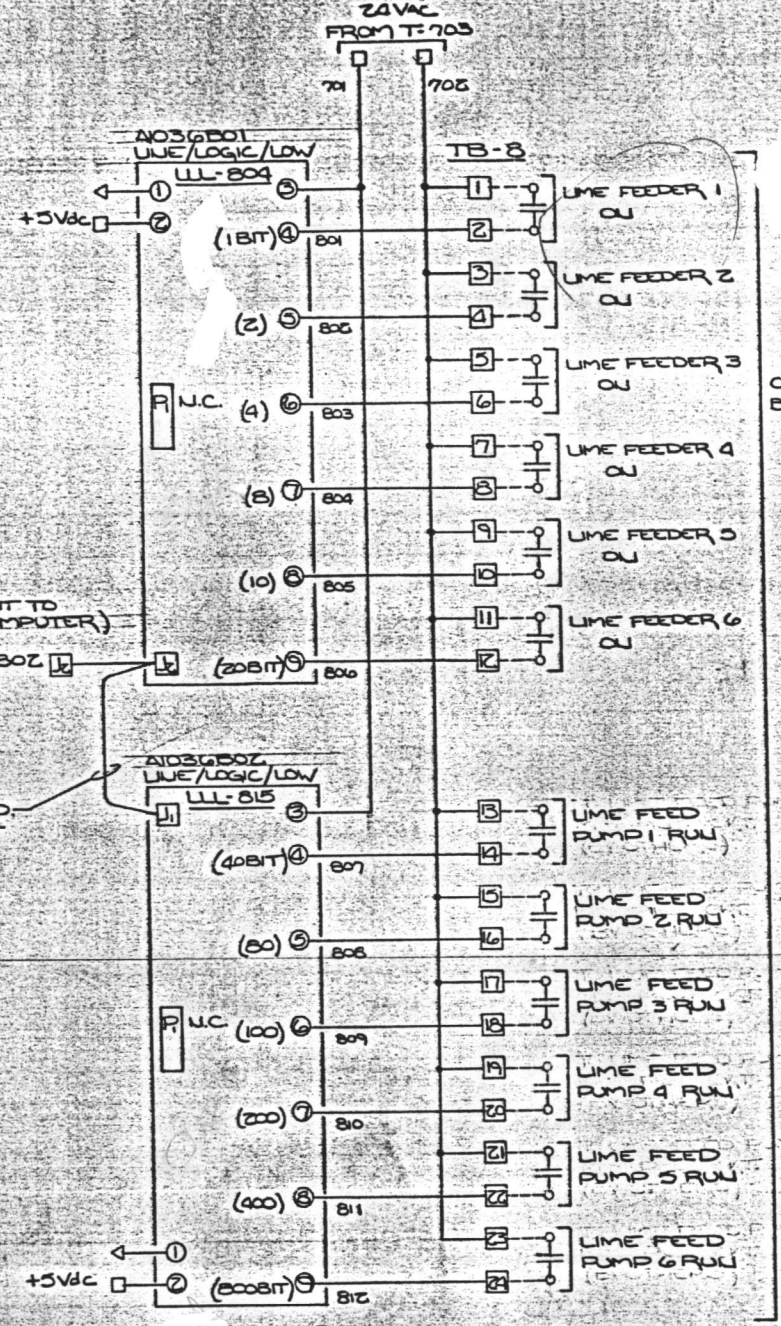 24VAC
FROM T-703
701
702
A1036B01
LINE/LOGIC/LOW
LLL-804
TB-8
1
3
+5Vdc
2
(1 BIT) 4
801
(2) 5
802
P1 N.C.
(4) 6
803
(8) 7
804
(10) 8
805
(20BIT) 9
806
1
2
LIME FEEDER 1
ON
3
4
LIME FEEDER 2
ON
5
6
LIME FEEDER 3
ON
7
8
LIME FEEDER 4
ON
9
10
LIME FEEDER 5
ON
11
12
LIME FEEDER 6
ON
802
A1036B02
LINE/LOGIC/LOW
LLL-815
J1
3
(40BIT) 4
807
(80) 5
808
P1 N.C.
(100) 6
809
(200) 7
810
(400) 8
811
1
+5Vdc
2
(800BIT) 9
812
13
14
LIME FEED
PUMP 1 RUN
15
16
LIME FEED
PUMP 2 RUN
17
18
LIME FEED
PUMP 3 RUN
19
20
LIME FEED
PUMP 4 RUN
21
22
LIME FEED
PUMP 5 RUN
23
24
LIME FEED
PUMP 6 RUN